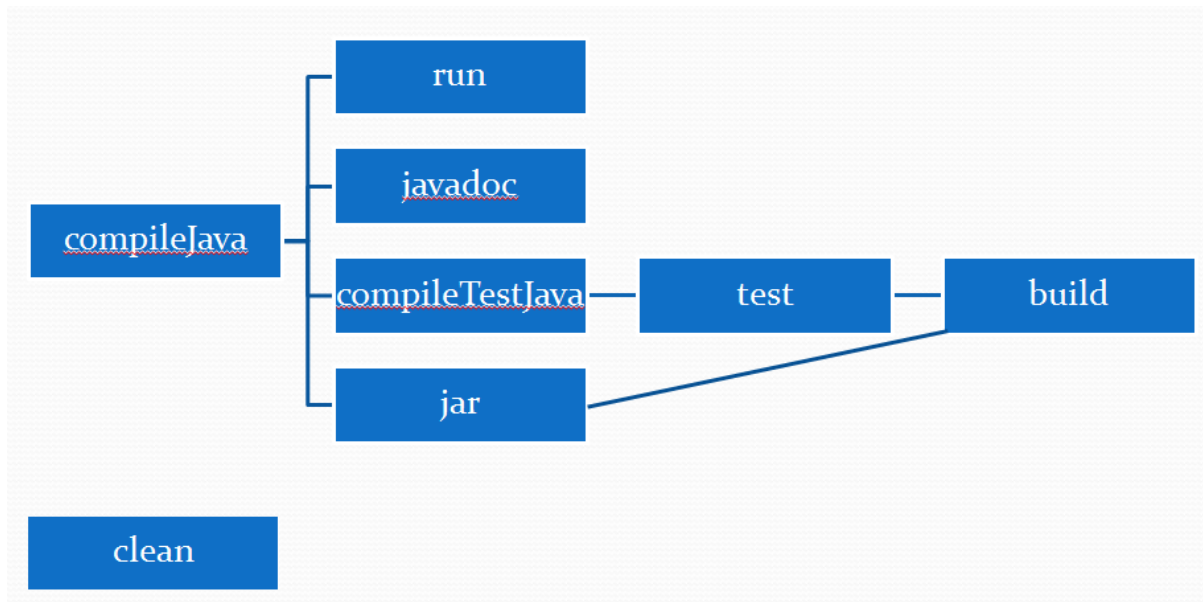 run
javadoc
compileJava
compileTestJava
test
build
jar
clean